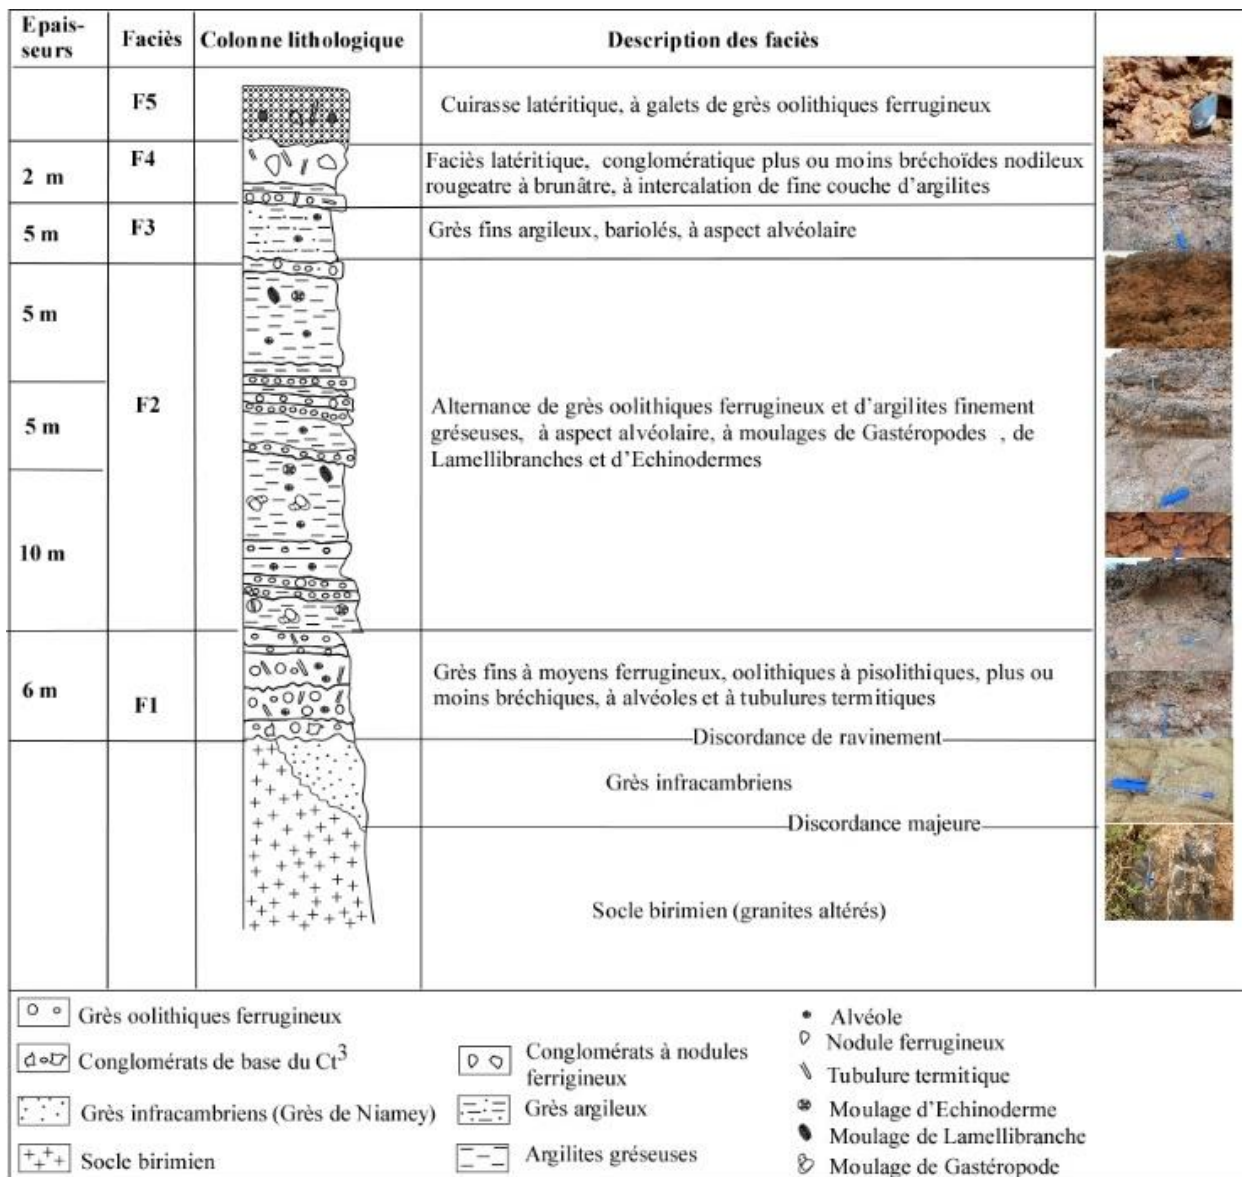 Epais-
seurs
Faciès
Colonne lithologique
Description des faciès
F5
Cuirasse latéritique, à galets de grès oolithiques ferrugineux
2 m
F4
Faciès latéritique, conglomératique plus ou moins bréchoïdes nodileux
rougeatre à brunâtre, à intercalation de fine couche d'argilites
5 m
F3
Grès fins argileux, bariolés, à aspect alvéolaire
5 m
5 m
10 m
F2
Alternance de grès oolithiques ferrugineux et d'argilites finement
gréseuses, à aspect alvéolaire, à moulages de Gastéropodes , de
Lamellibranches et d'Echinodermes
6 m
F1
Grès fins à moyens ferrugineux, oolithiques à pisolithiques, plus ou
moins bréchiques, à alvéoles et à tubulures termitiques
Discordance de ravinement
Grès infracambriens
Discordance majeure
Socle birimien (granites altérés)
Grès oolithiques ferrugineux
Conglomérats de base du Ct³
Grès infracambriens (Grès de Niamey)
Socle birimien
Conglomérats à nodules
ferrigineux
Grès argileux
Argilites gréseuses
Alvéole
Nodule ferrugineux
Tubulure termitique
Moulage d'Echinoderme
Moulage de Lamellibranche
Moulage de Gastéropode